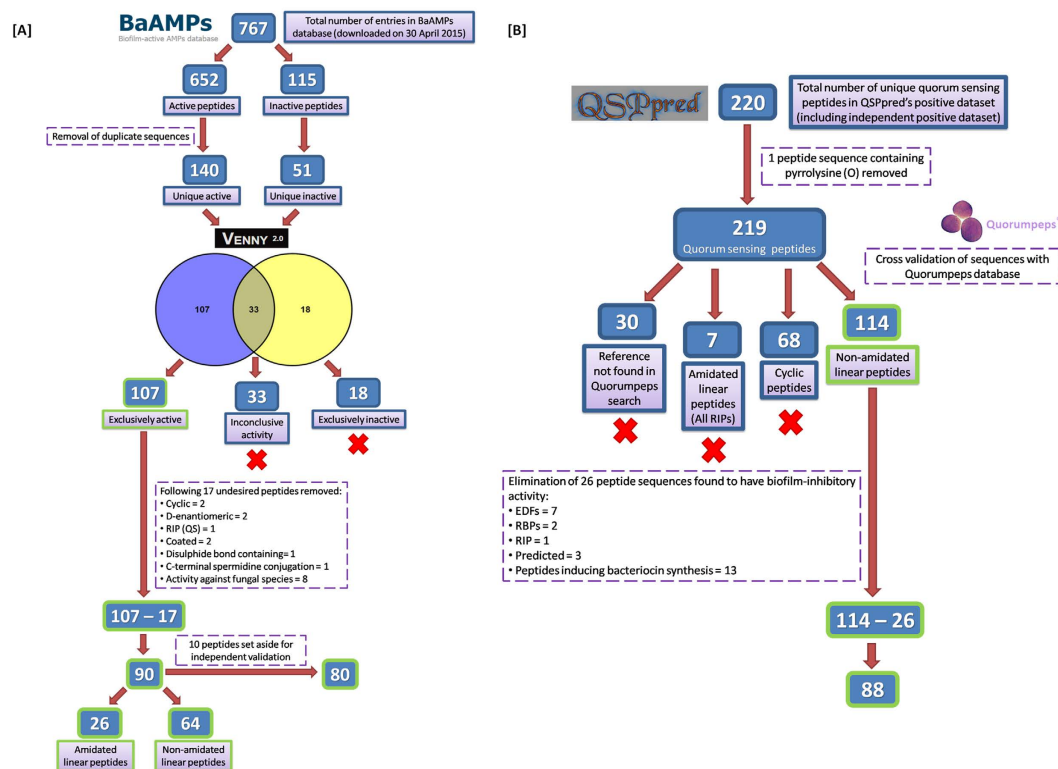 [A]
BaAMPs
Biofilm-active AMPs database
767
Total number of entries in BaAMPs
database (downloaded on 30 April 2015)
652
115
Active peptides
Inactive peptides
Removal of duplicate sequences
140
51
Unique active
Unique inactive
VENNY 2.0
107
33
18
107
33
18
Exclusively active
Inconclusive
activity
Exclusively inactive
Following 17 undesired peptides removed:
• Cyclic = 2
• D-enantiomeric = 2
• RIP (QS) = 1
• Coated = 2
• Disulphide bond containing= 1
• C-terminal spermidine conjugation = 1
• Activity against fungal species = 8
107 – 17
10 peptides set aside for
independent validation
90
80
26
64
Amidated
linear peptides
Non-amidated
linear peptides
[B]
QSPpred
220
Total number of unique quorum sensing
peptides in QSPpred's positive dataset
(including independent positive dataset)
1 peptide sequence containing
pyrrolysine (O) removed
219
Quorum sensing peptides
Quorumpeps
Cross validation of sequences with
Quorumpeps database
30
7
68
114
Reference
not found in
Quorumpeps
search
Amidated
linear
peptides
(All RIPs)
Cyclic
peptides
Non-amidated
linear peptides
Elimination of 26 peptide sequences found to have biofilm-inhibitory
activity:
• EDFs = 7
• RBPs = 2
• RIP = 1
• Predicted = 3
• Peptides inducing bacteriocin synthesis = 13
114 – 26
88